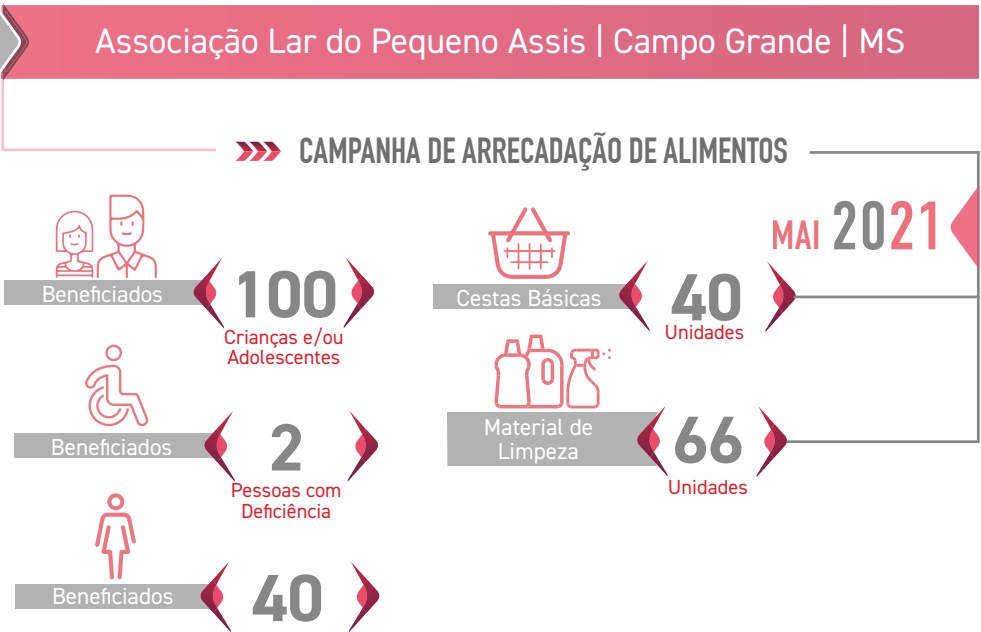 Associação Lar do Pequeno Assis | Campo Grande | MS
CAMPANHA DE ARRECADAÇÃO DE ALIMENTOS
MAI 2021
Beneficiados
100
Crianças e/ou
Adolescentes
Beneficiados
2
Pessoas com
Deficiência
Beneficiados
40
Cestas Básicas
40
Unidades
Material de
Limpeza
66
Unidades